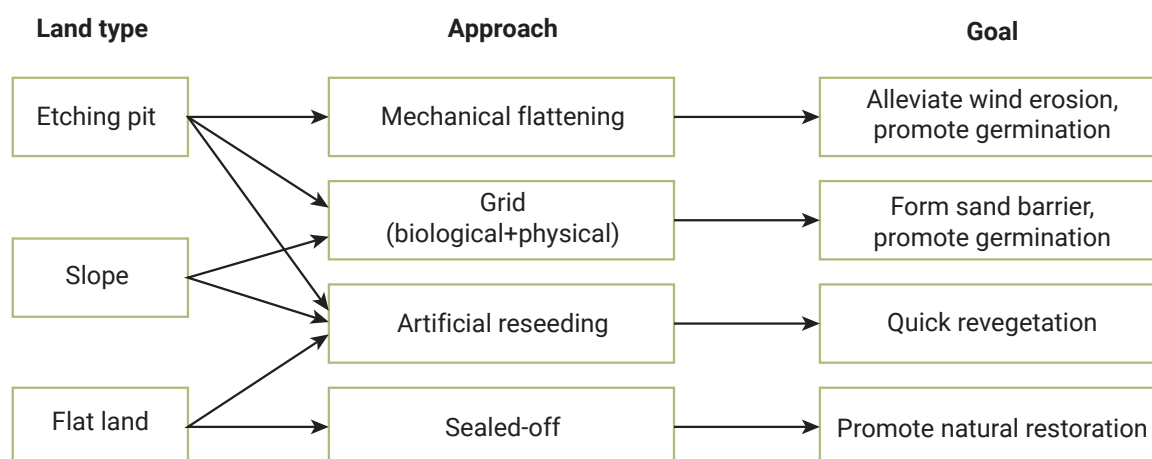 Land type
Approach
Goal
Etching pit
Mechanical flattening
Alleviate wind erosion,
promote germination
Grid
(biological+physical)
Form sand barrier,
promote germination
Slope
Artificial reseeding
Quick revegetation
Flat land
Sealed-off
Promote natural restoration